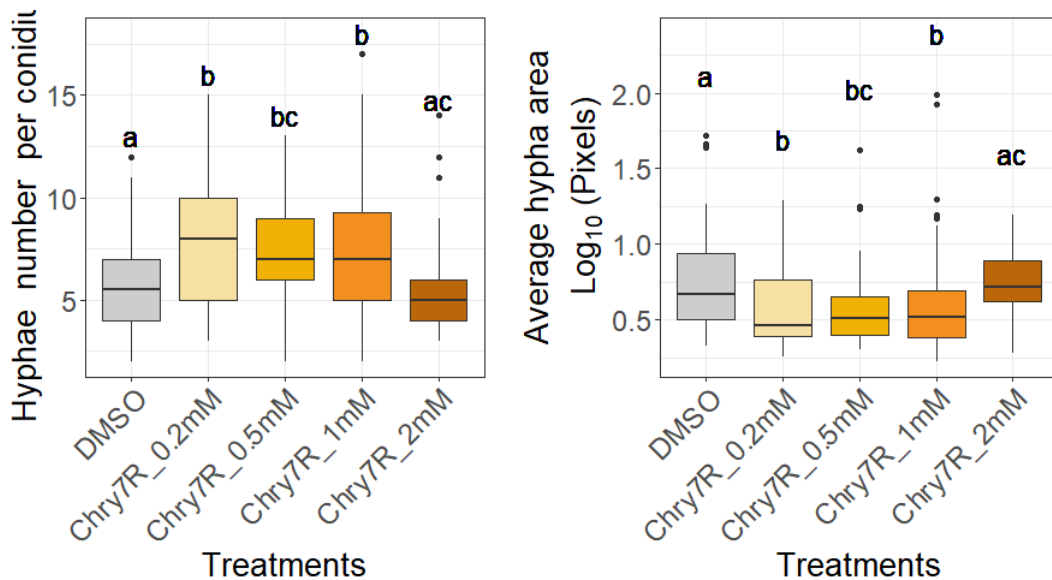 Hyphae number per conidiu
15
10
5
a
b
bc
b
ac
DMSO
Chry7R_0.2mM
Chry7R_0.5mM
Chry7R_1mM
Chry7R_2mM
Treatments
Average hypha area
Log₁₀ (Pixels)
2.0
1.5
1.0
0.5
a
b
bc
b
ac
DMSO
Chry7R_0.2mM
Chry7R_0.5mM
Chry7R_1mM
Chry7R_2mM
Treatments